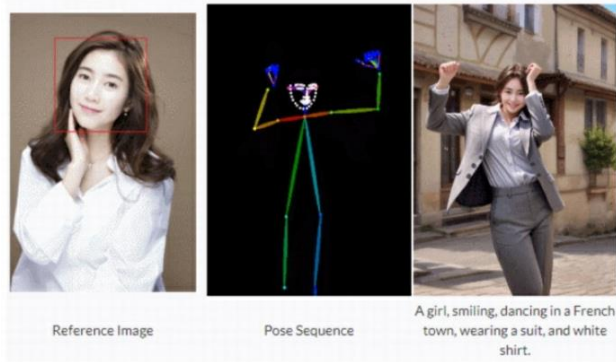 Reference Image
Pose Sequence
A girl, smiling, dancing in a French
town, wearing a suit, and white
shirt.